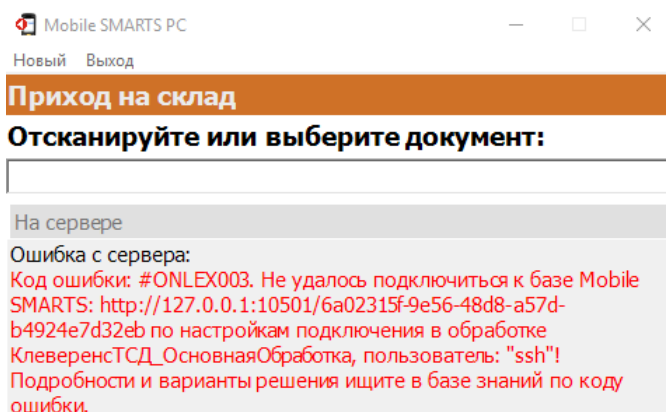 Mobile SMARTS PC
Новый Выход
Приход на склад
Отсканируйте или выберите документ:
На сервере
Ошибка с сервера:
Код ошибки: #ONLEX003. Не удалось подключиться к базе Mobile
SMARTS: http://127.0.0.1:10501/6a02315f-9e56-48d8-a57d-
b4924e7d32eb по настройкам подключения в обработке
КлеверенсТСД_ОсновнаяОбработка, пользователь: "ssh"!
Подробности и варианты решения ищите в базе знаний по коду
ошибки.